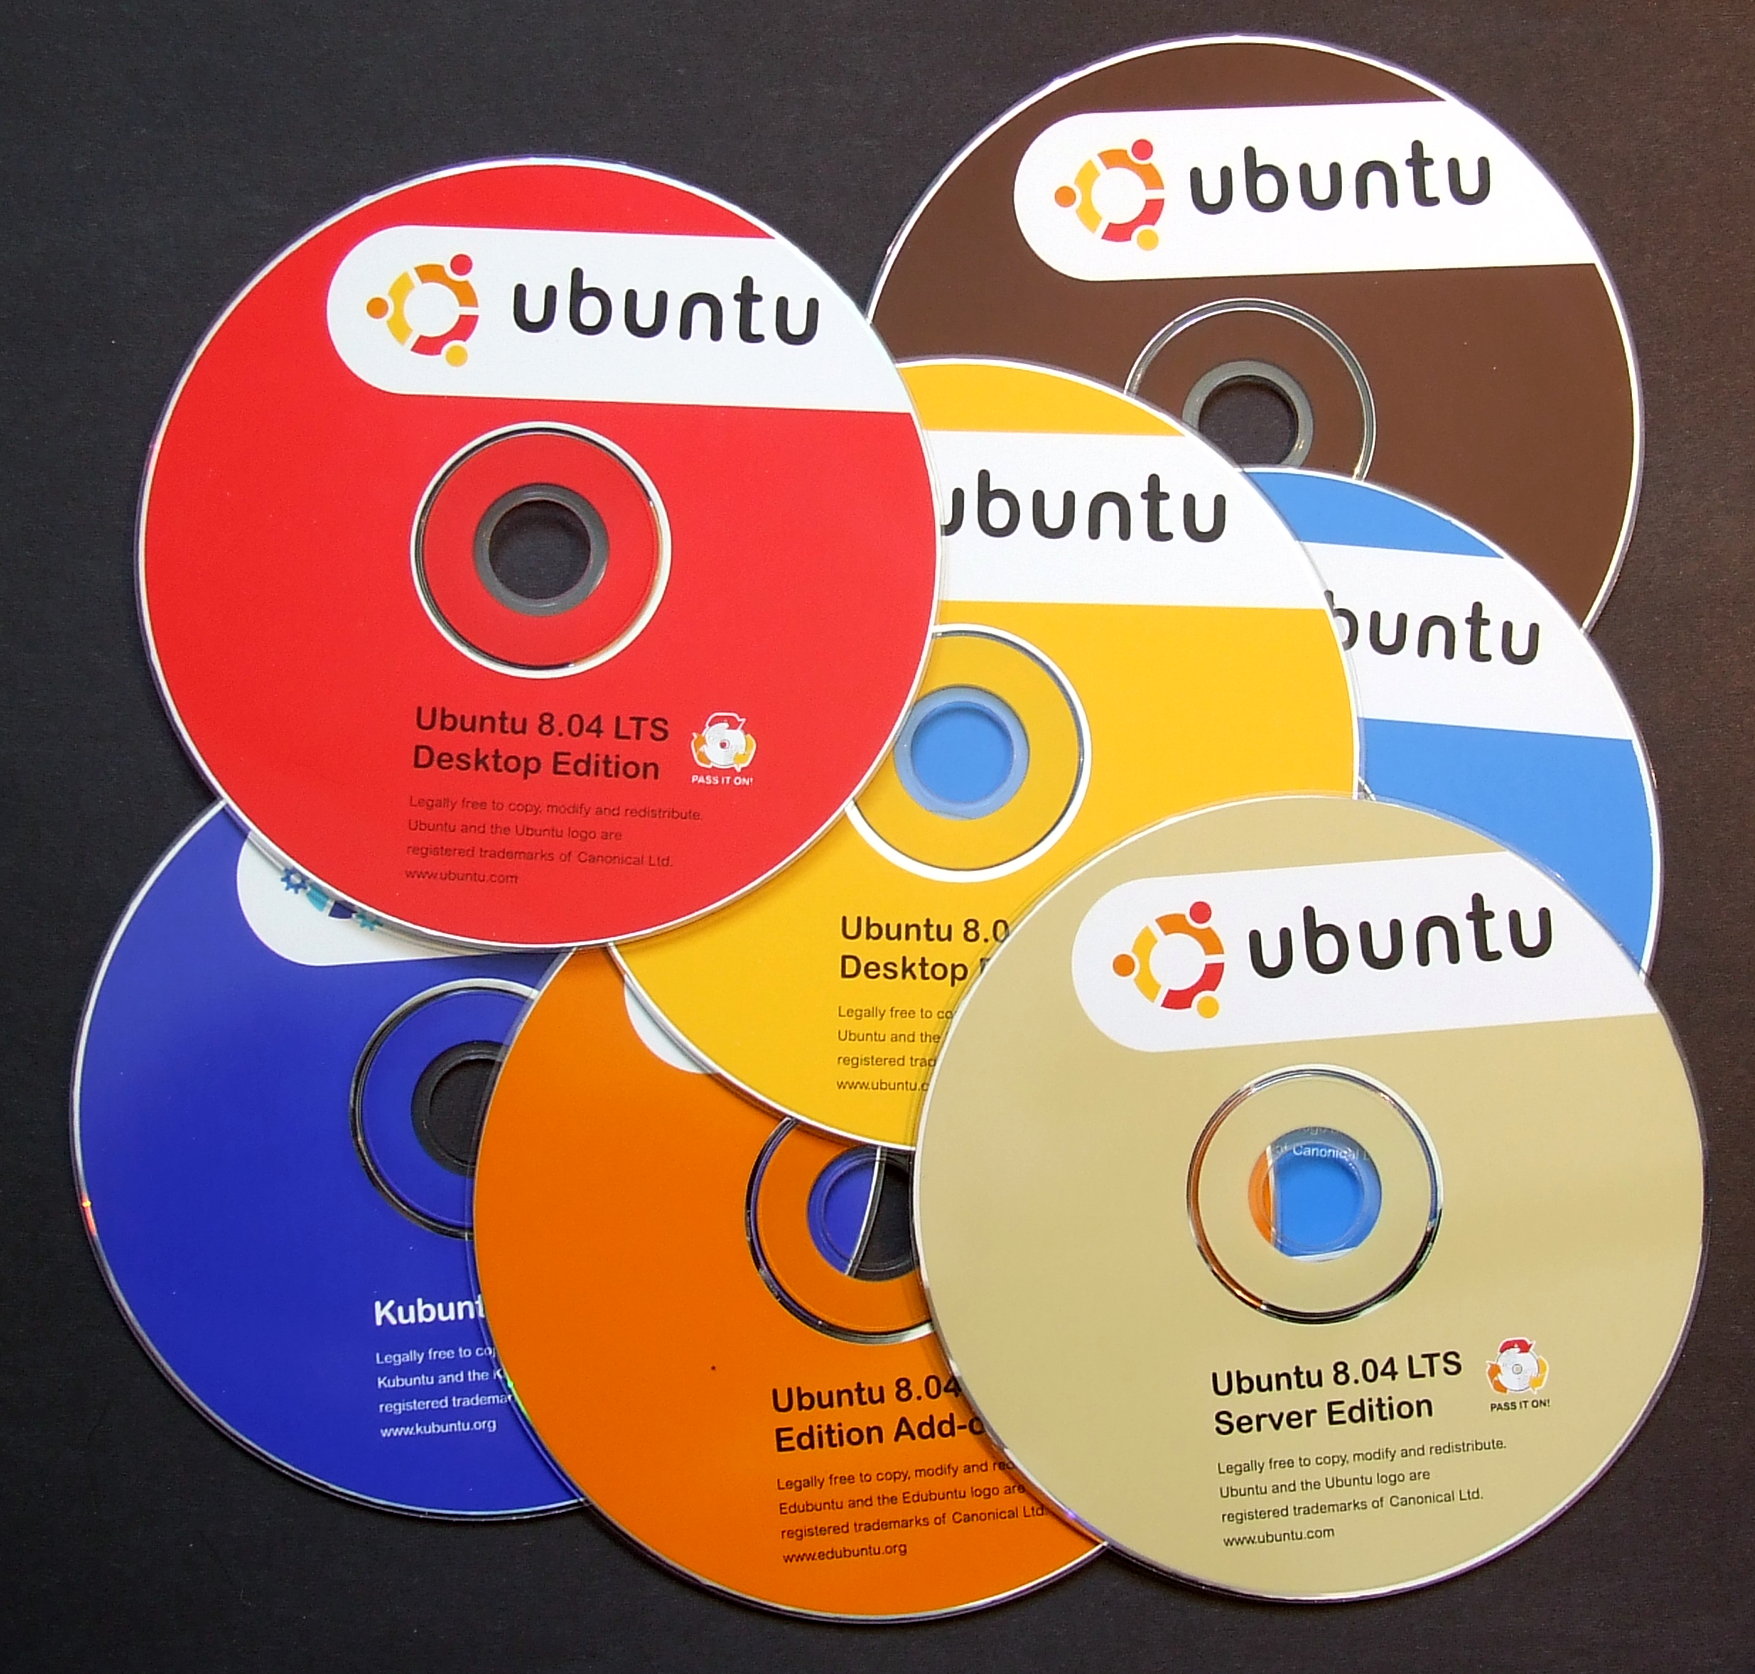 ubuntu
ubuntu
Ubuntu 8.04 LTS
Desktop Edition
PASS IT ON!
Legally free to copy, modify and redistribute.
Ubuntu and the Ubuntu logo are
registered trademarks of Canonical Ltd.
www.ubuntu.com
ubuntu
Ubuntu 8.0
Desktop
Legally free to co
Ubuntu and the
registered trad
www.ubuntu.c
buntu
Kubunt
Legally free to cop
Kubuntu and the K
registered tradema
www.kubuntu.org
Ubuntu 8.04
Edition Add-o
Legally free to copy, modify and red
Edubuntu and the Edubuntu logo are
registered trademarks of Canonical Ltd.
www.edubuntu.org
ubuntu
of Canonical L
Ubuntu 8.04 LTS
Server Edition
PASS IT ON!
Legally free to copy, modify and redistribute.
Ubuntu and the Ubuntu logo are
registered trademarks of Canonical Ltd.
www.ubuntu.com